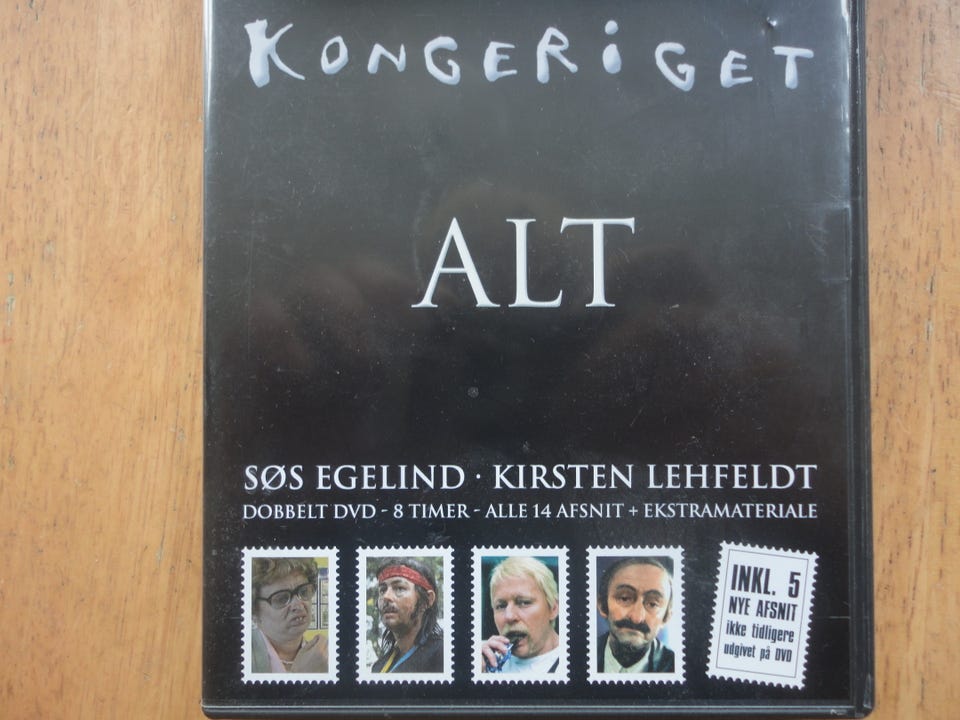 KONGERiGET
ALT
SØS EGELIND · KIRSTEN LEHFELDT
DOBBELT DVD - 8 TIMER - ALLE 14 AFSNIT + EKSTRAMATERIALE
INKL. 5
NYE AFSNIT
ikke tidligere
udgivet på DVD